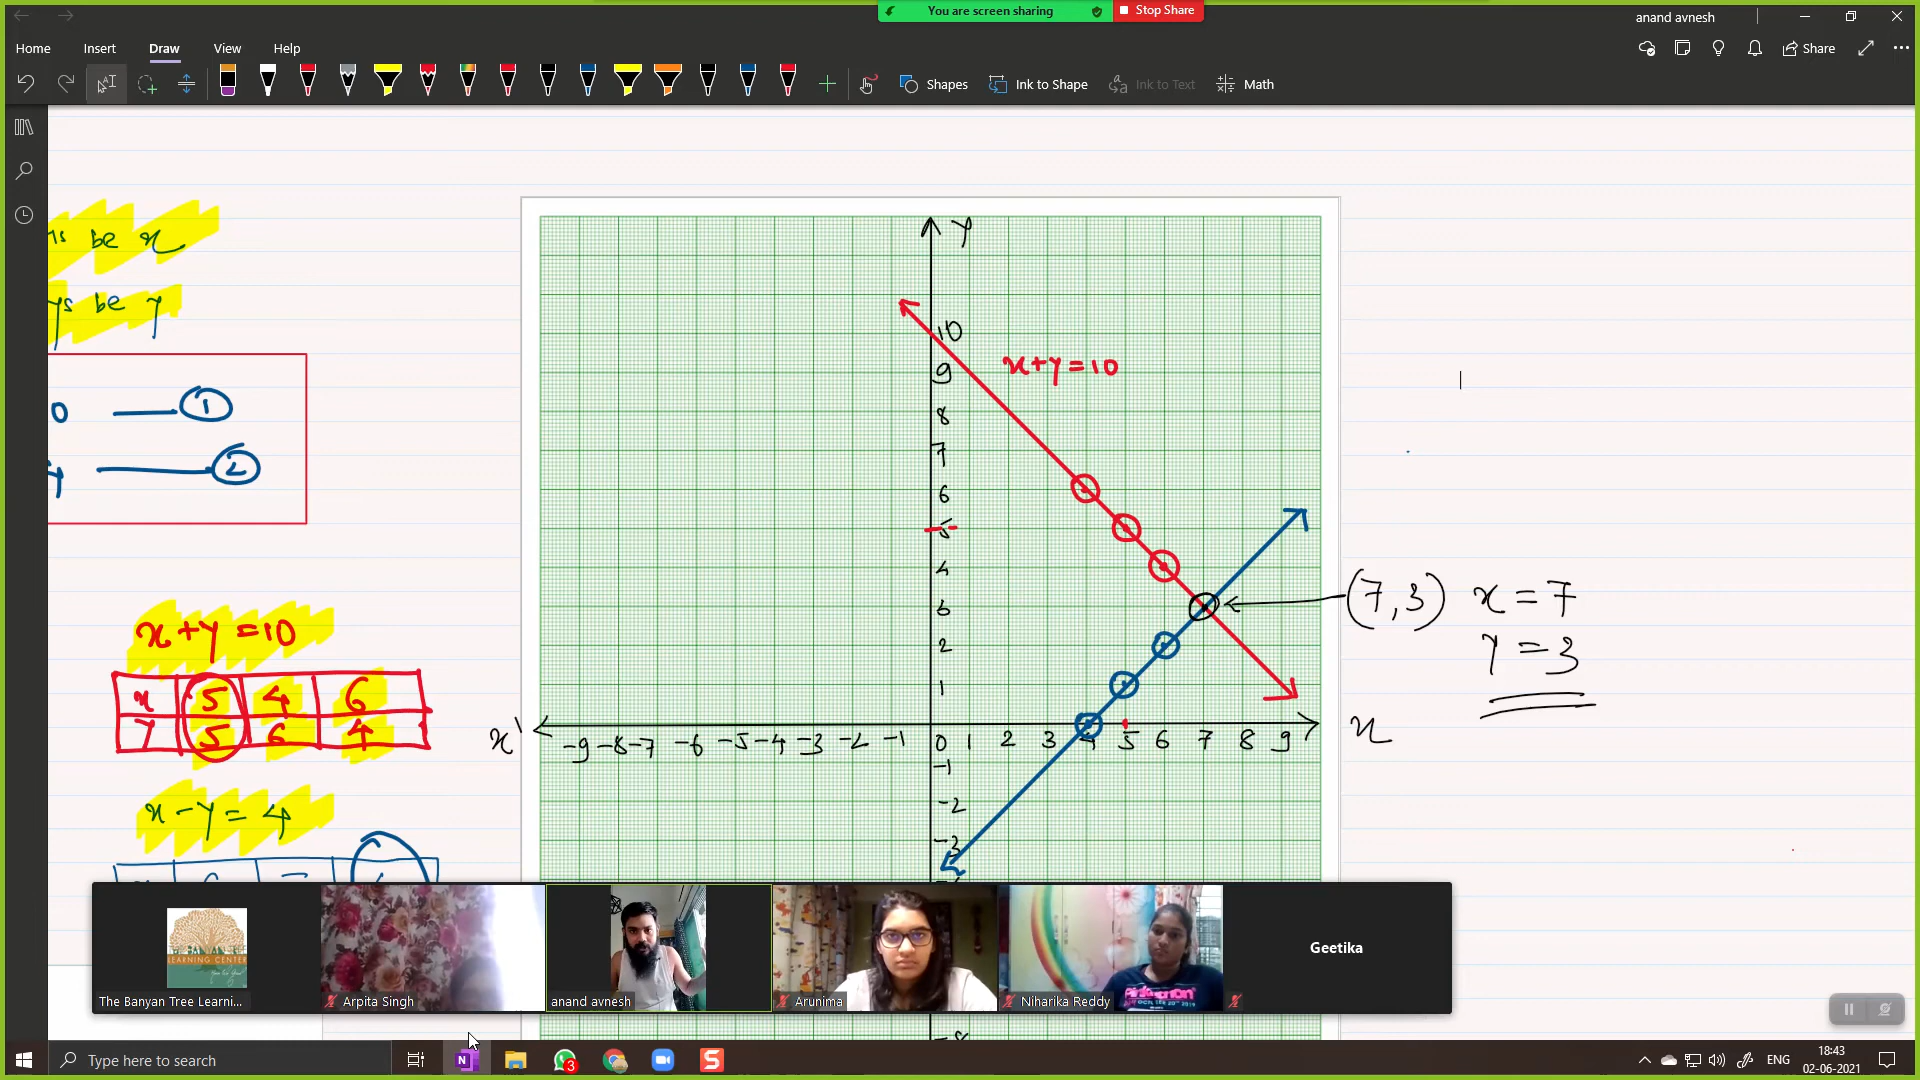 You are screen sharing
Stop Share
anand avnesh
Home Insert Draw View Help
Share
Shapes Ink to Shape Ink to Text Math
be x
ys be y
0 ① 
4 ②
x+y=10
x 5 4 6
y 5 6 4
x-y=4
Y
10
9
8
7
6
5
4
3
2
1
x+y=10
(7,3) x=7
y=3
x' -9 -8 -7 -6 -5 -4 -3 -2 -1 0 1 2 3 4 5 6 7 8 9 x
-1
-2
-3
The Banyan Tree Learni...
Arpita Singh
anand avnesh
Arunima
Niharika Reddy
Geetika
Type here to search
N
3
S
ENG
18:43
02-06-2021